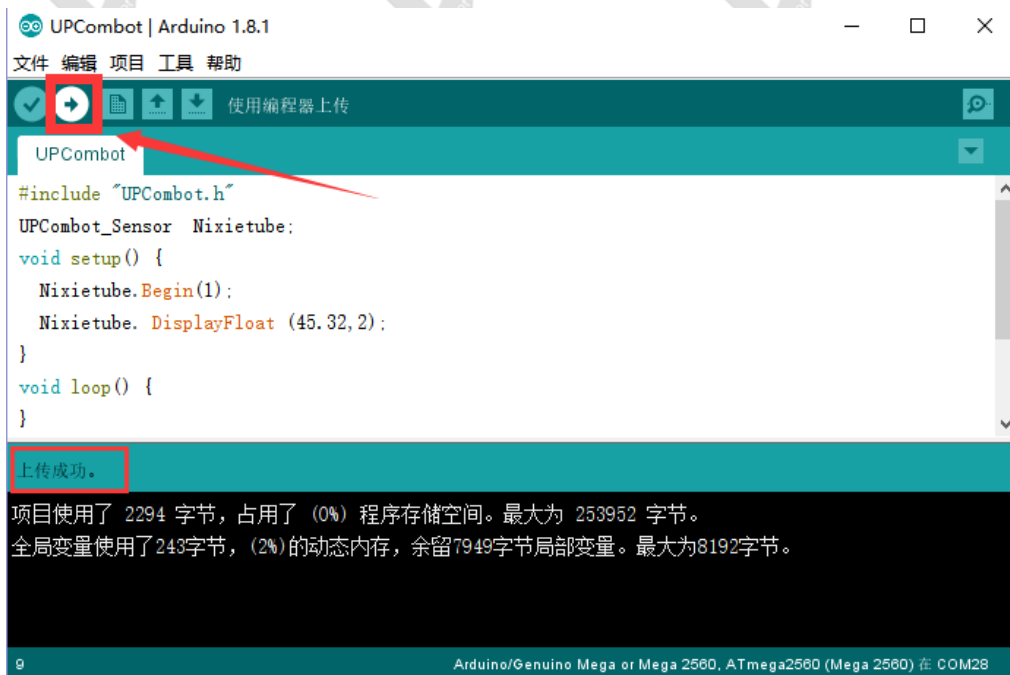 UPCombot | Arduino 1.8.1
文件 编辑 项目 工具 帮助
使用编程器上传
UPCombot
#include "UPCombot.h"
UPCombot_Sensor  Nixietube;
void setup() {
  Nixietube.Begin(1);
  Nixietube. DisplayFloat (45.32,2);
}
void loop() {
}
上传成功。
项目使用了 2294 字节，占用了 (0%) 程序存储空间。最大为 253952 字节。
全局变量使用了243字节，(2%)的动态内存，余留7949字节局部变量。最大为8192字节。
9 Arduino/Genuino Mega or Mega 2560, ATmega2560 (Mega 2560) 在 COM28